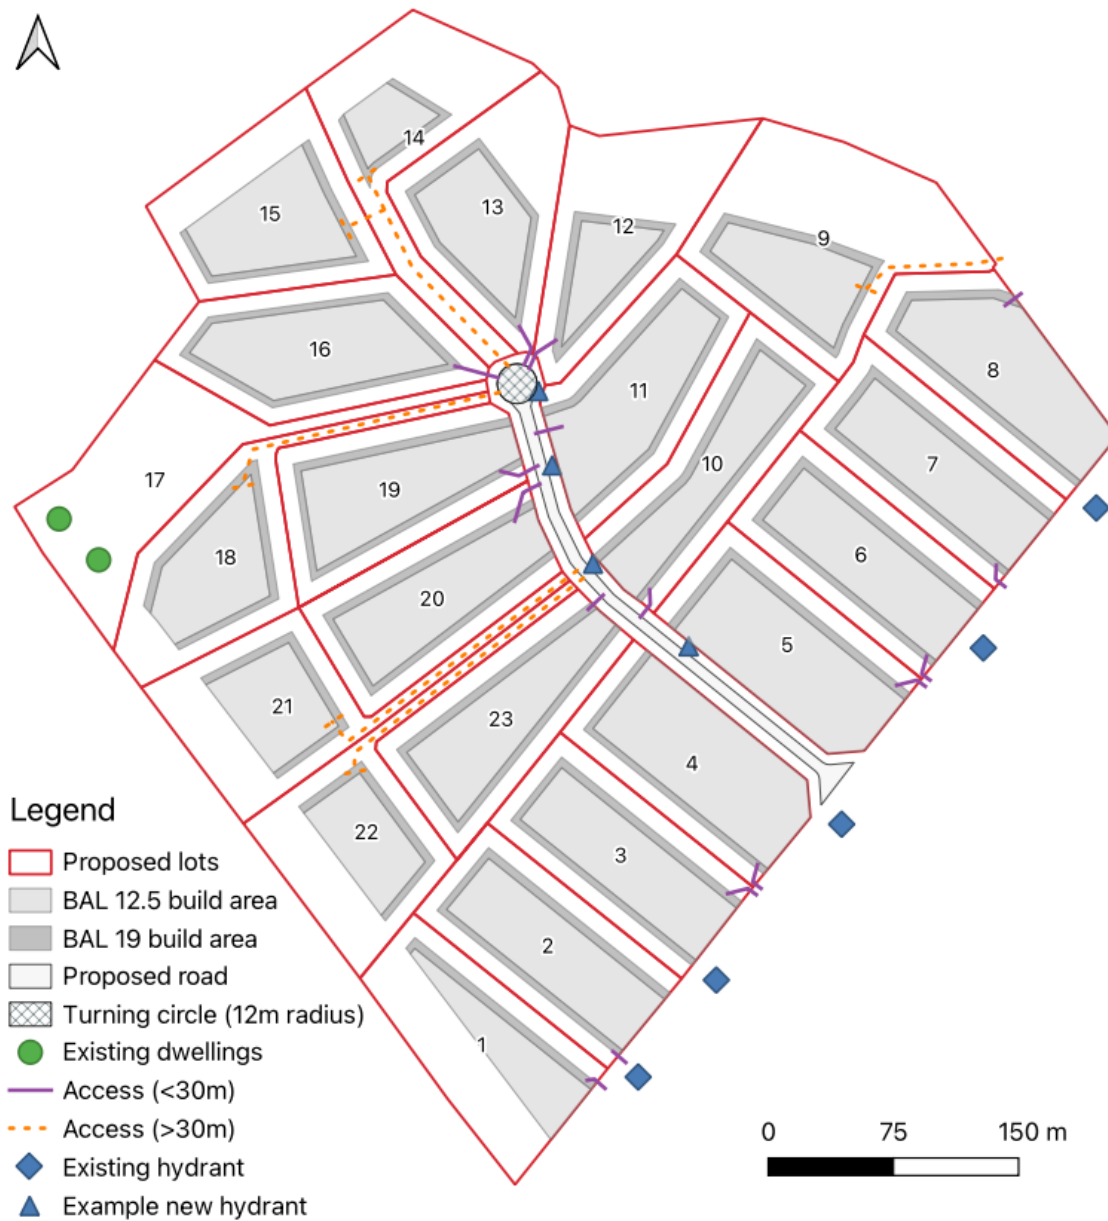 14
15
13
12
9
16
8
11
17
10
7
19
18
6
20
5
21
23
4
22
3
2
1
Legend
Proposed lots
BAL 12.5 build area
BAL 19 build area
Proposed road
Turning circle (12m radius)
Existing dwellings
Access (<30m)
Access (>30m)
Existing hydrant
Example new hydrant
0 75 150 m